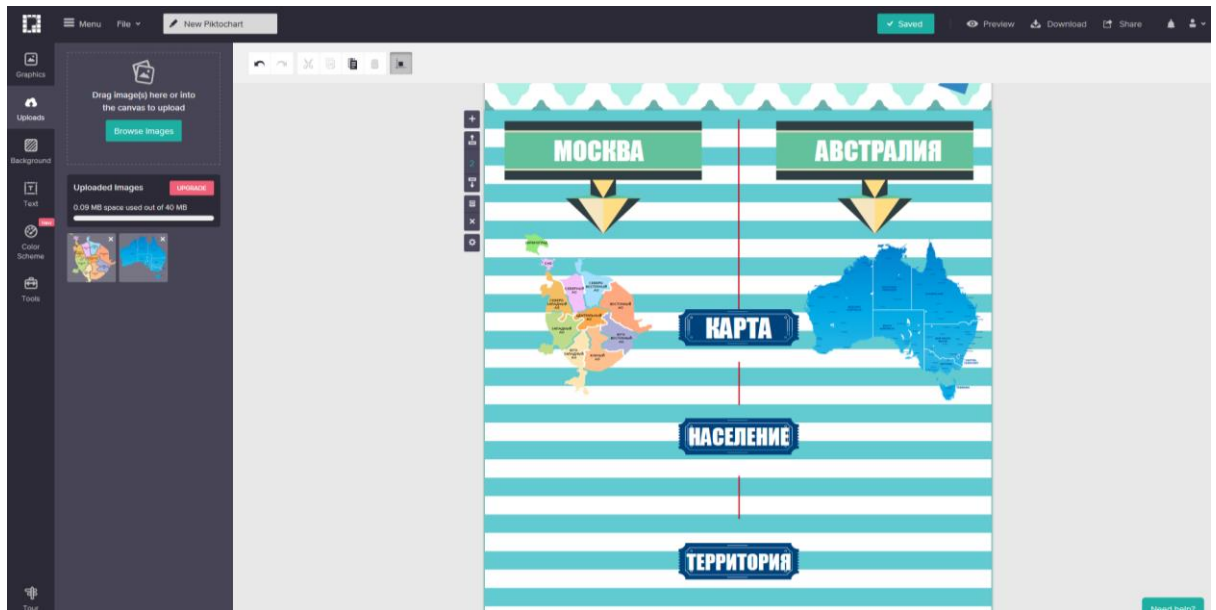 Menu
File
New Piktochart
Saved
Preview
Download
Share
Graphics
Uploads
Background
Text
New
Color
Scheme
Tools
Tour
Drag image(s) here or into
the canvas to upload
Browse Images
Uploaded Images
UPGRADE
0.09 MB space used out of 40 MB
2
МОСКВА
АВСТРАЛИЯ
КАРТА
НАСЕЛЕНИЕ
ТЕРРИТОРИЯ
Need help?